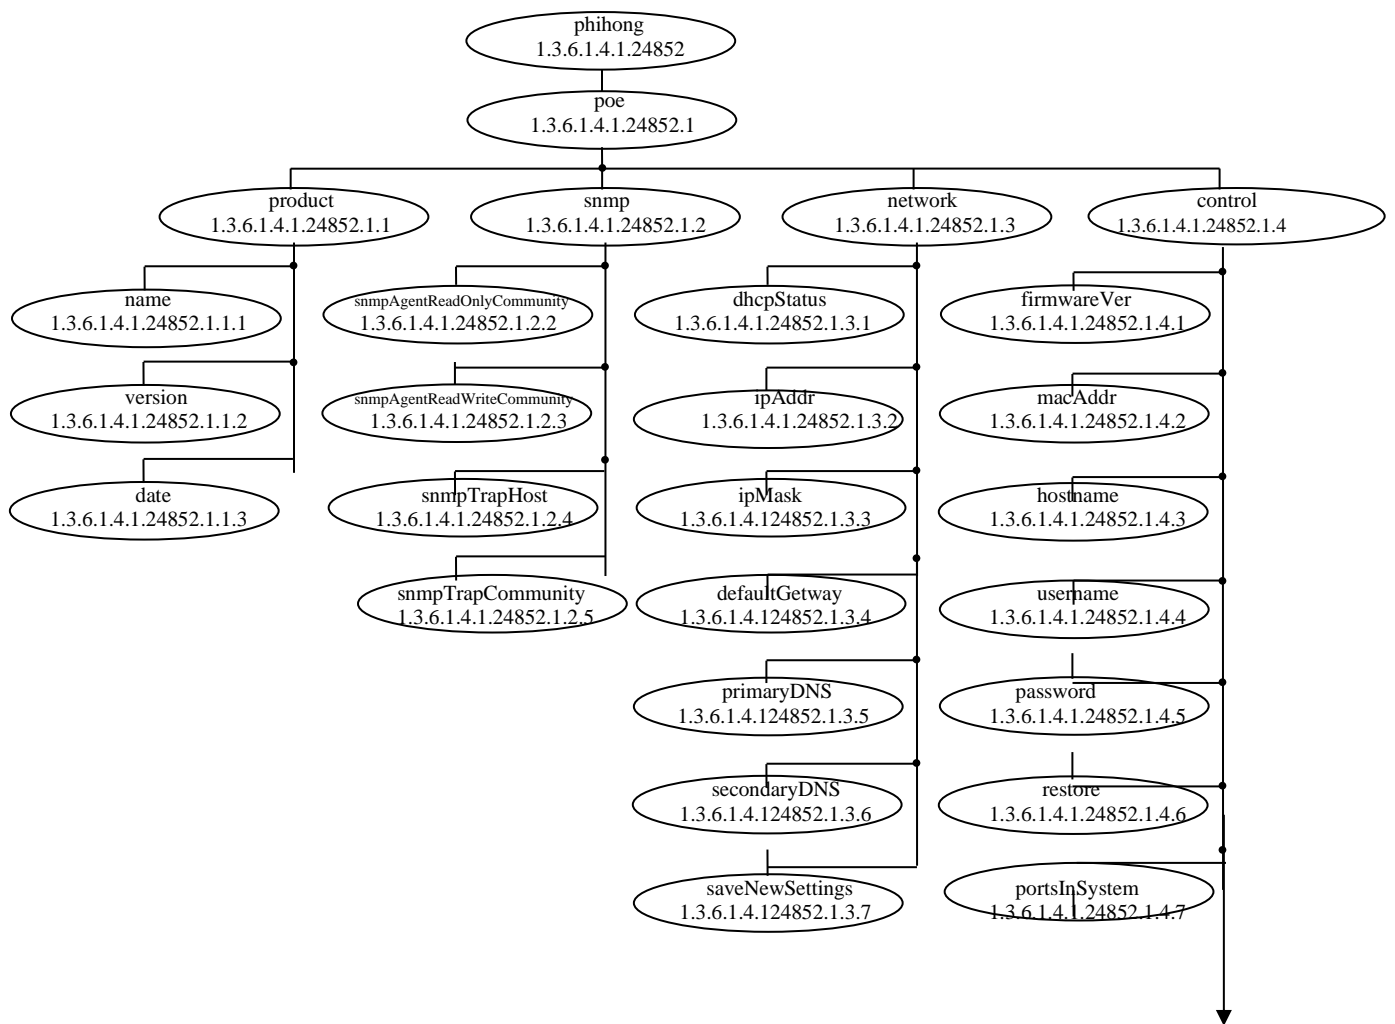 phihong
1.3.6.1.4.1.24852
poe
1.3.6.1.4.1.24852.1
product
1.3.6.1.4.1.24852.1.1
snmp
1.3.6.1.4.1.24852.1.2
network
1.3.6.1.4.1.24852.1.3
control
1.3.6.1.4.1.24852.1.4
name
1.3.6.1.4.1.24852.1.1.1
version
1.3.6.1.4.1.24852.1.1.2
date
1.3.6.1.4.1.24852.1.1.3
snmpAgentReadOnlyCommunity
1.3.6.1.4.1.24852.1.2.2
snmpAgentReadWriteCommunity
1.3.6.1.4.1.24852.1.2.3
snmpTrapHost
1.3.6.1.4.1.24852.1.2.4
snmpTrapCommunity
1.3.6.1.4.1.24852.1.2.5
dhcpStatus
1.3.6.1.4.1.24852.1.3.1
ipAddr
1.3.6.1.4.1.24852.1.3.2
ipMask
1.3.6.1.4.124852.1.3.3
defaultGetway
1.3.6.1.4.124852.1.3.4
primaryDNS
1.3.6.1.4.124852.1.3.5
secondaryDNS
1.3.6.1.4.124852.1.3.6
saveNewSettings
1.3.6.1.4.124852.1.3.7
firmwareVer
1.3.6.1.4.1.24852.1.4.1
macAddr
1.3.6.1.4.1.24852.1.4.2
hostname
1.3.6.1.4.1.24852.1.4.3
username
1.3.6.1.4.1.24852.1.4.4
password
1.3.6.1.4.1.24852.1.4.5
restore
1.3.6.1.4.1.24852.1.4.6
portsInSystem
1.3.6.1.4.1.24852.1.4.7